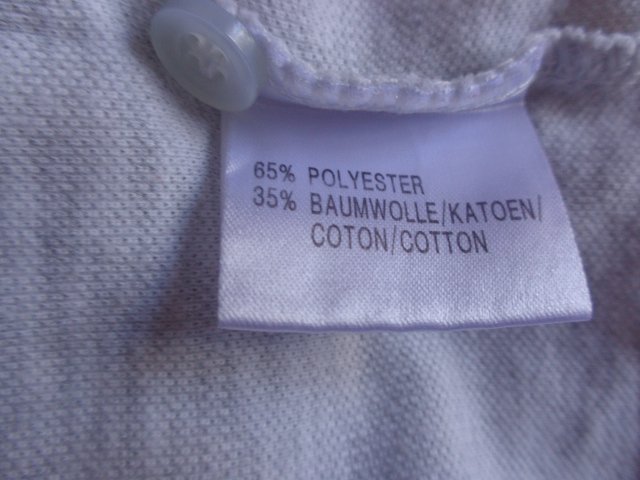 65% POLYESTER
35% BAUMWOLLE/KATOEN/
COTON/COTTON